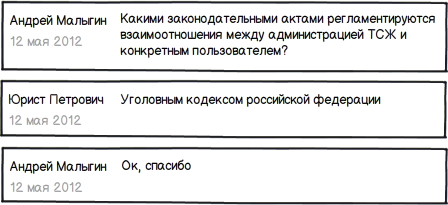 Андрей Малыгин
12 мая 2012
Какими законодательными актами регламентируются
взаимоотношения между администрацией ТСЖ и
конкретным пользователем?
Юрист Петрович
12 мая 2012
Уголовным кодексом российской федерации
Андрей Малыгин
12 мая 2012
Ок, спасибо